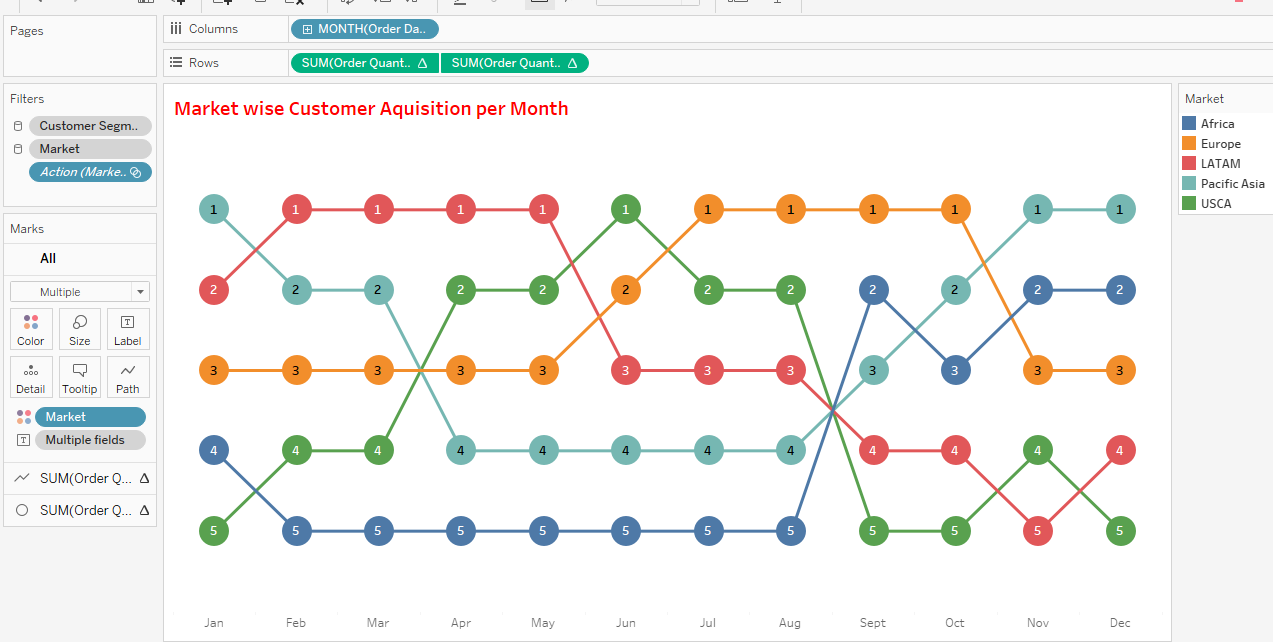 Pages
Columns
MONTH(Order Da..
Rows
SUM(Order Quant.. Δ
SUM(Order Quant.. Δ
Filters
Customer Segm..
Market
Action (Marke..
Marks
All
Multiple
Color
Size
Label
Detail
Tooltip
Path
Market
Multiple fields
SUM(Order Q... Δ
SUM(Order Q... Δ
Market wise Customer Aquisition per Month
1 1 1 1 1 1 1 1 1 1 1 1
2 2 2 2 2 2 2 2 2 2 2 2
3 3 3 3 3 3 3 3 3 3 3 3
4 4 4 4 4 4 4 4 4 4 4 4
5 5 5 5 5 5 5 5 5 5 5 5
Jan Feb Mar Apr May Jun Jul Aug Sept Oct Nov Dec
Market
Africa
Europe
LATAM
Pacific Asia
USCA